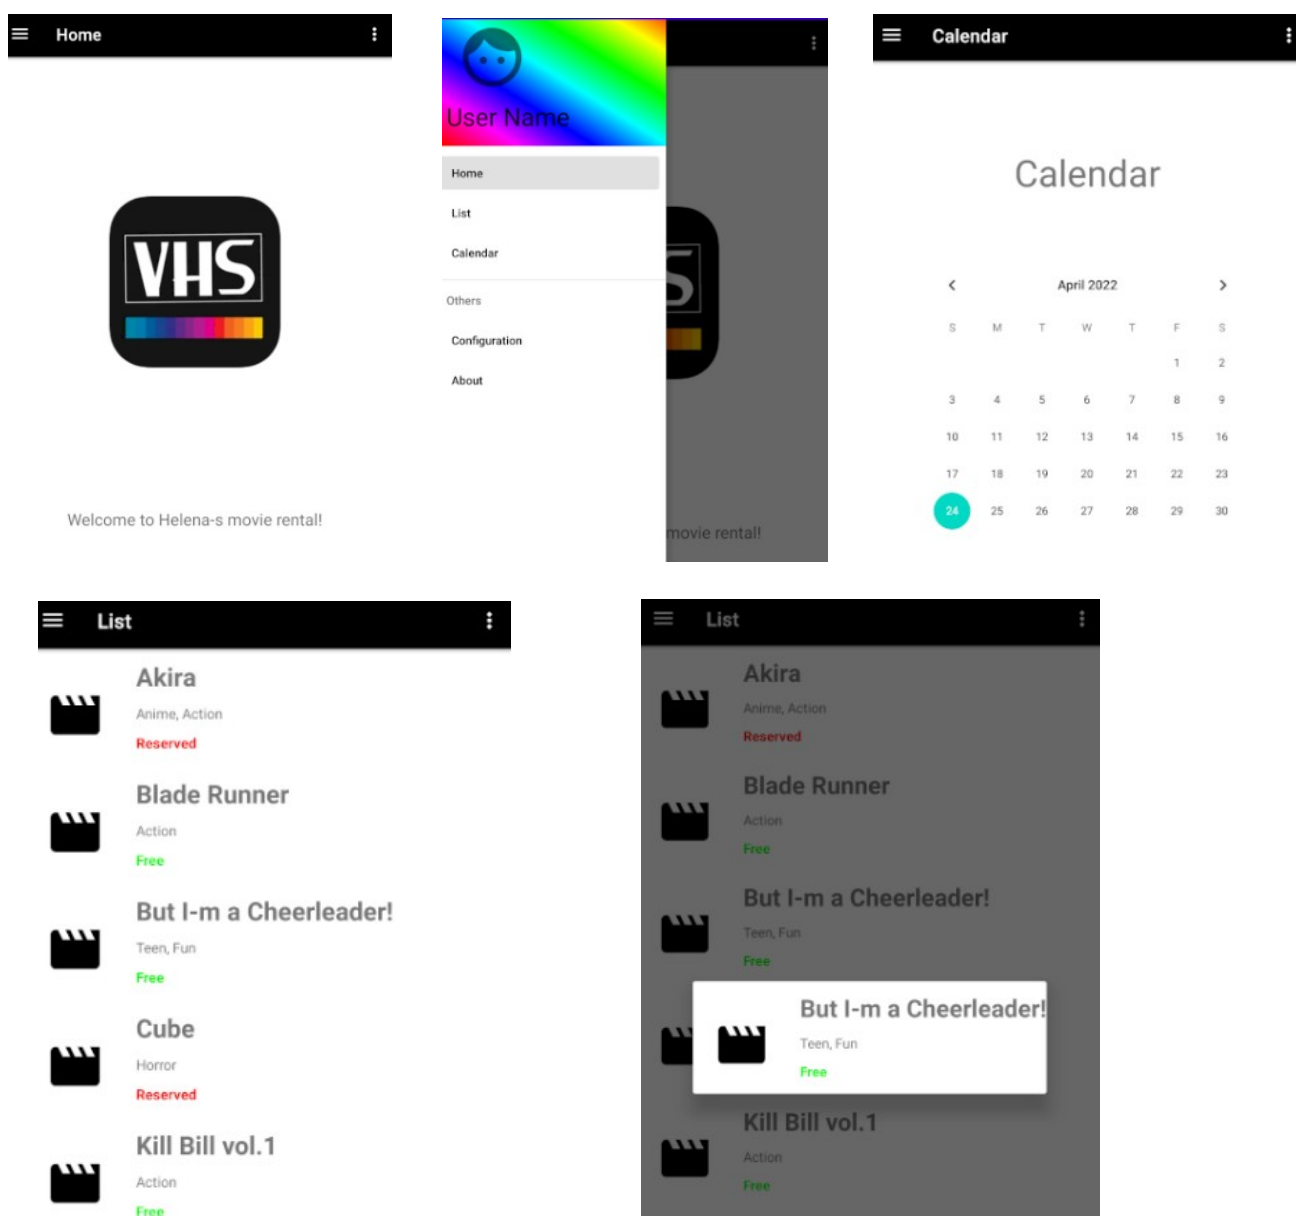 Home
VHS
Welcome to Helena-s movie rental!
User Name
Home
List
Calendar
Others
Configuration
About
S
movie rental!
Calendar
Calendar
April 2022
S M T W T F S
1 2
3 4 5 6 7 8 9
10 11 12 13 14 15 16
17 18 19 20 21 22 23
24 25 26 27 28 29 30
List
Akira
Anime, Action
Reserved
Blade Runner
Action
Free
But I-m a Cheerleader!
Teen, Fun
Free
Cube
Horror
Reserved
Kill Bill vol.1
Action
Free
List
Akira
Anime, Action
Reserved
Blade Runner
Action
Free
But I-m a Cheerleader!
Teen, Fun
Free
But I-m a Cheerleader!
Teen, Fun
Free
Kill Bill vol.1
Action
Free